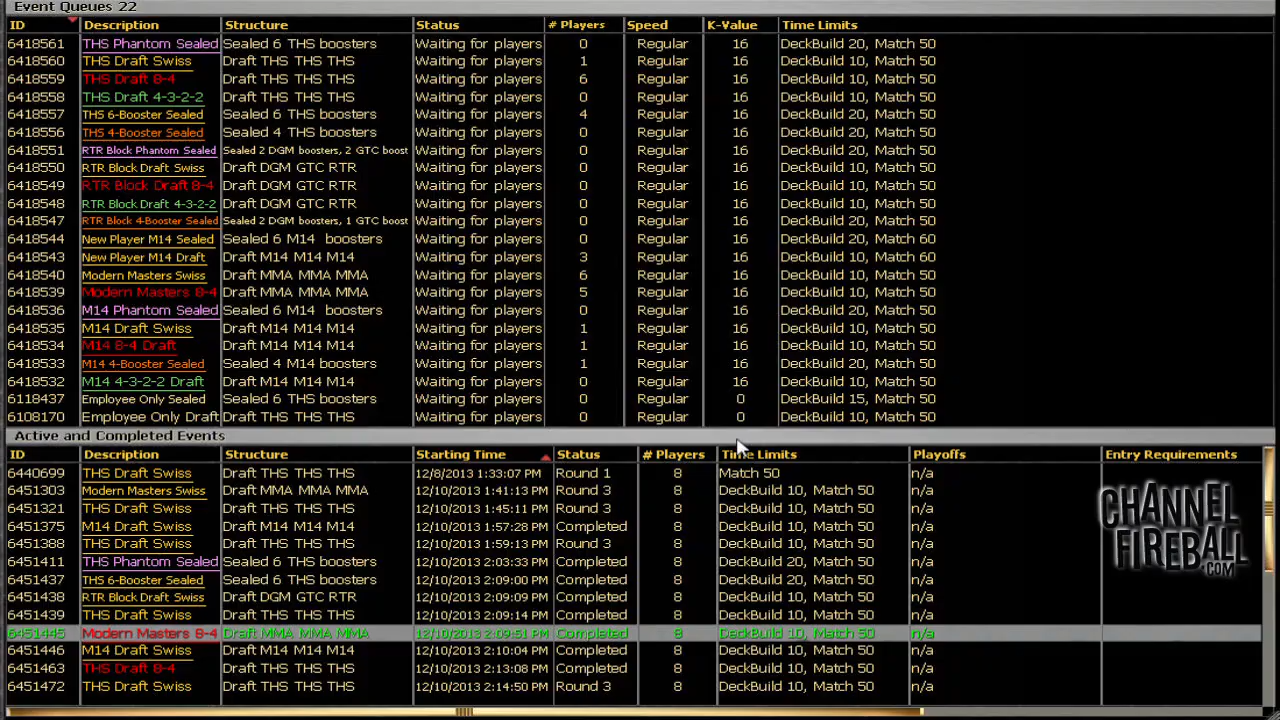 Event Queues 22
ID Description Structure Status # Players Speed K-Value Time Limits
6418561 THS Phantom Sealed Sealed 6 THS boosters Waiting for players 0 Regular 16 DeckBuild 20, Match 50
6418560 THS Draft Swiss Draft THS THS THS Waiting for players 1 Regular 16 DeckBuild 10, Match 50
6418559 THS Draft 8-4 Draft THS THS THS Waiting for players 6 Regular 16 DeckBuild 10, Match 50
6418558 THS Draft 4-3-2-2 Draft THS THS THS Waiting for players 0 Regular 16 DeckBuild 10, Match 50
6418557 THS 6-Booster Sealed Sealed 6 THS boosters Waiting for players 4 Regular 16 DeckBuild 20, Match 50
6418556 THS 4-Booster Sealed Sealed 4 THS boosters Waiting for players 0 Regular 16 DeckBuild 20, Match 50
6418551 RTR Block Phantom Sealed Sealed 2 DGM boosters, 2 GTC boost Waiting for players 0 Regular 16 DeckBuild 20, Match 50
6418550 RTR Block Draft Swiss Draft DGM GTC RTR Waiting for players 0 Regular 16 DeckBuild 10, Match 50
6418549 RTR Block Draft 8-4 Draft DGM GTC RTR Waiting for players 0 Regular 16 DeckBuild 10, Match 50
6418548 RTR Block Draft 4-3-2-2 Draft DGM GTC RTR Waiting for players 0 Regular 16 DeckBuild 10, Match 50
6418547 RTR Block 4-Booster Sealed Sealed 2 DGM boosters, 1 GTC boost Waiting for players 0 Regular 16 DeckBuild 20, Match 50
6418544 New Player M14 Sealed Sealed 6 M14 boosters Waiting for players 0 Regular 16 DeckBuild 20, Match 60
6418543 New Player M14 Draft Draft M14 M14 M14 Waiting for players 3 Regular 16 DeckBuild 10, Match 60
6418540 Modern Masters Swiss Draft MMA MMA MMA Waiting for players 6 Regular 16 DeckBuild 10, Match 50
6418539 Modern Masters 8-4 Draft MMA MMA MMA Waiting for players 5 Regular 16 DeckBuild 10, Match 50
6418536 M14 Phantom Sealed Sealed 6 M14 boosters Waiting for players 0 Regular 16 DeckBuild 20, Match 50
6418535 M14 Draft Swiss Draft M14 M14 M14 Waiting for players 1 Regular 16 DeckBuild 10, Match 50
6418534 M14 8-4 Draft Draft M14 M14 M14 Waiting for players 1 Regular 16 DeckBuild 10, Match 50
6418533 M14 4-Booster Sealed Sealed 4 M14 boosters Waiting for players 1 Regular 16 DeckBuild 20, Match 50
6418532 M14 4-3-2-2 Draft Draft M14 M14 M14 Waiting for players 0 Regular 16 DeckBuild 10, Match 50
6118437 Employee Only Sealed Sealed 6 THS boosters Waiting for players 0 Regular 0 DeckBuild 15, Match 50
6108170 Employee Only Draft Draft THS THS THS Waiting for players 0 Regular 0 DeckBuild 10, Match 50
Active and Completed Events
ID Description Structure Starting Time Status # Players Time Limits Playoffs Entry Requirements
6440699 THS Draft Swiss Draft THS THS THS 12/8/2013 1:33:07 PM Round 1 8 Match 50 n/a
6451303 Modern Masters Swiss Draft MMA MMA MMA 12/10/2013 1:41:13 PM Round 3 8 DeckBuild 10, Match 50 n/a
6451321 THS Draft Swiss Draft THS THS THS 12/10/2013 1:45:11 PM Round 3 8 DeckBuild 10, Match 50 n/a
6451375 M14 Draft Swiss Draft M14 M14 M14 12/10/2013 1:57:28 PM Completed 8 DeckBuild 10, Match 50 n/a
6451388 THS Draft Swiss Draft THS THS THS 12/10/2013 1:59:13 PM Round 3 8 DeckBuild 10, Match 50 n/a
6451411 THS Phantom Sealed Sealed 6 THS boosters 12/10/2013 2:03:33 PM Completed 8 DeckBuild 20, Match 50 n/a
6451437 THS 6-Booster Sealed Sealed 6 THS boosters 12/10/2013 2:09:00 PM Completed 8 DeckBuild 20, Match 50 n/a
6451438 RTR Block Draft Swiss Draft DGM GTC RTR 12/10/2013 2:09:09 PM Completed 8 DeckBuild 10, Match 50 n/a
6451439 THS Draft Swiss Draft THS THS THS 12/10/2013 2:09:14 PM Completed 8 DeckBuild 10, Match 50 n/a
6451445 Modern Masters 8-4 Draft MMA MMA MMA 12/10/2013 2:09:51 PM Completed 8 DeckBuild 10, Match 50 n/a
6451446 M14 Draft Swiss Draft M14 M14 M14 12/10/2013 2:10:04 PM Completed 8 DeckBuild 10, Match 50 n/a
6451463 THS Draft 8-4 Draft THS THS THS 12/10/2013 2:13:08 PM Completed 8 DeckBuild 10, Match 50 n/a
6451472 THS Draft Swiss Draft THS THS THS 12/10/2013 2:14:50 PM Round 3 8 DeckBuild 10, Match 50 n/a
CHANNEL
FIREBALL
.COM